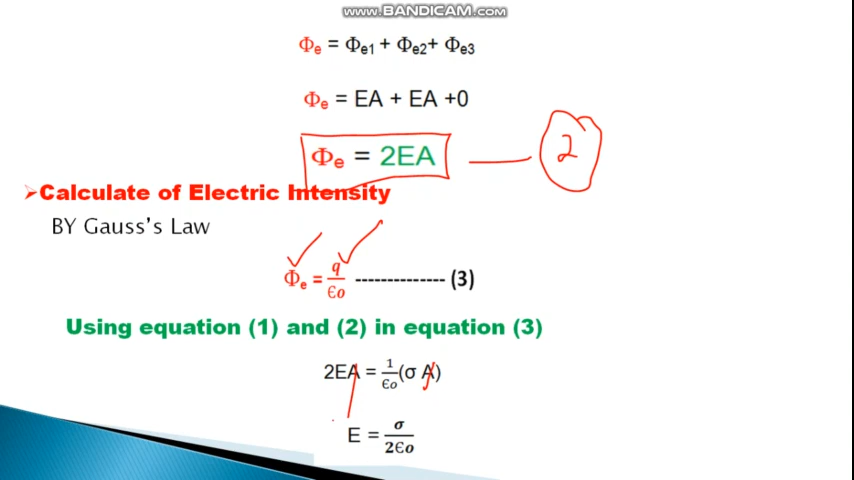 WWW.BANDICAM.COM
Φe = Φe1 + Φe2+ Φe3
Φe = EA + EA +0
Φe = 2EA 2
➢Calculate of Electric Intensity
BY Gauss's Law
Φe = q/ϵo --------------- (3)
Using equation (1) and (2) in equation (3)
2EA = 1/ϵo (σ A)
E = σ/2ϵo